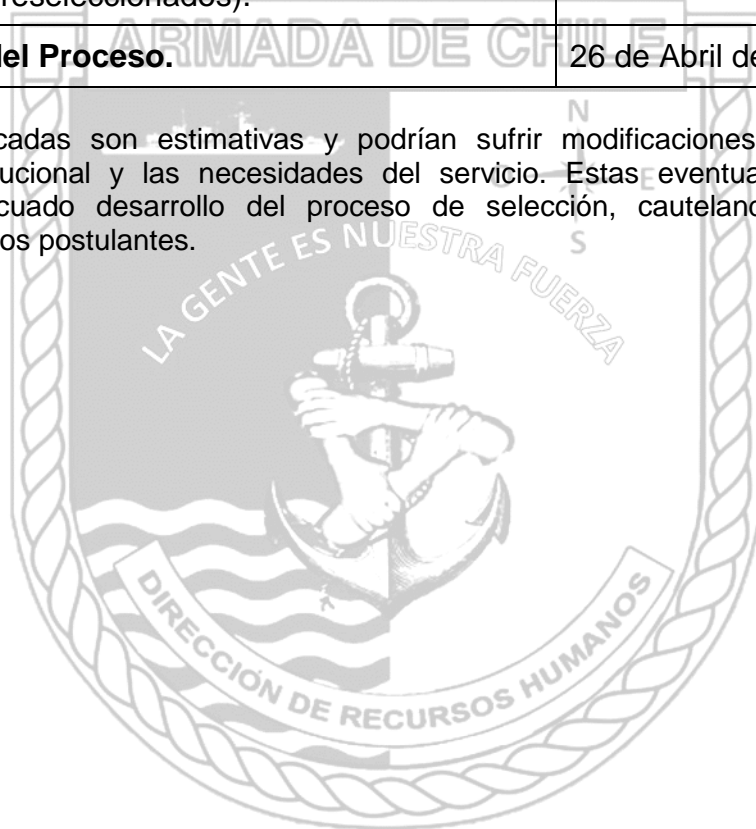 reseleccionados).
ARMADA DE CHILE
del Proceso.
26 de Abril de
cadas son estimativas y podrían sufrir modificaciones
ucional y las necesidades del servicio. Estas eventua
cuado desarrollo del proceso de selección, cauteland
os postulantes.
N
E
S
LA GENTE ES NUESTRA FUERZA
DIRECCIÓN DE RECURSOS HUMANOS